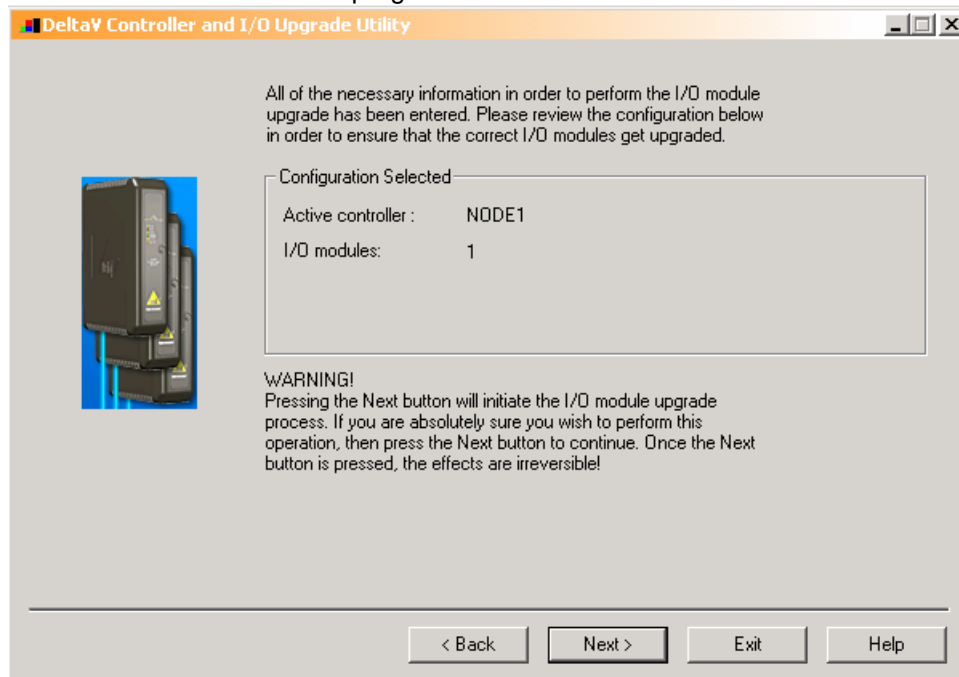 DeltaV Controller and I/O Upgrade Utility
All of the necessary information in order to perform the I/O module
upgrade has been entered. Please review the configuration below
in order to ensure that the correct I/O modules get upgraded.
Configuration Selected
Active controller : NODE1
I/O modules: 1
WARNING!
Pressing the Next button will initiate the I/O module upgrade
process. If you are absolutely sure you wish to perform this
operation, then press the Next button to continue. Once the Next
button is pressed, the effects are irreversible!
< Back Next > Exit Help